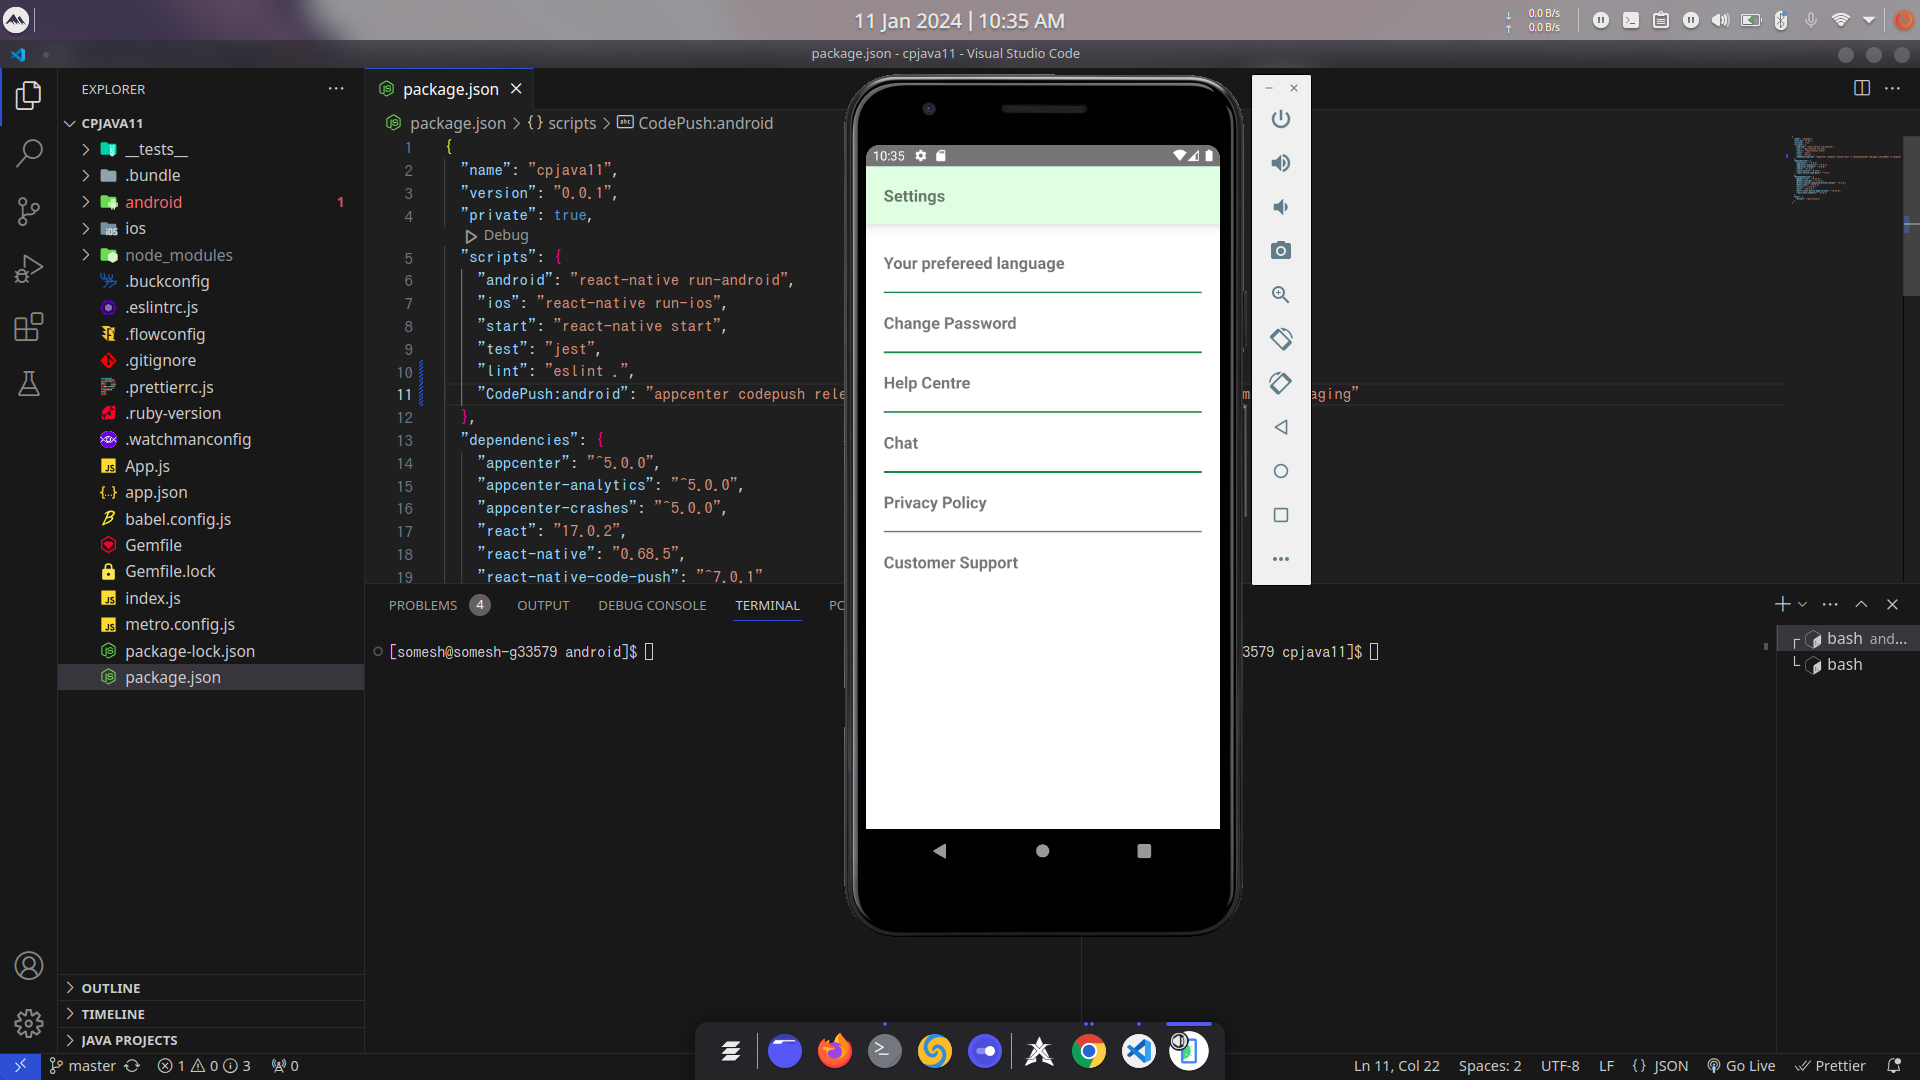 11 Jan 2024 | 10:35 AM
0.0 B/s
0.0 B/s
package.json - cpjava11 - Visual Studio Code
EXPLORER
CPJAVA11
__tests__
.bundle
android 1
ios
node_modules
.buckconfig
.eslintrc.js
.flowconfig
.gitignore
.prettierrc.js
.ruby-version
.watchmanconfig
App.js
app.json
babel.config.js
Gemfile
Gemfile.lock
index.js
metro.config.js
package-lock.json
package.json
OUTLINE
TIMELINE
JAVA PROJECTS
package.json
package.json > {} scripts > CodePush:android
1 {
2 "name": "cpjava11",
3 "version": "0.0.1",
4 "private": true,
Debug
5 "scripts": {
6 "android": "react-native run-android",
7 "ios": "react-native run-ios",
8 "start": "react-native start",
9 "test": "jest",
10 "lint": "eslint .",
11 "CodePush:android": "appcenter codepush rele m aging"
12 },
13 "dependencies": {
14 "appcenter": "^5.0.0",
15 "appcenter-analytics": "^5.0.0",
16 "appcenter-crashes": "^5.0.0",
17 "react": "17.0.2",
18 "react-native": "0.68.5",
19 "react-native-code-push": "^7.0.1"
PROBLEMS 4 OUTPUT DEBUG CONSOLE TERMINAL PO
[somesh@somesh-g33579 android]$
3579 cpjava11]$
bash and...
bash
10:35
Settings
Your prefereed language
Change Password
Help Centre
Chat
Privacy Policy
Customer Support
master 1 0 3 0
Ln 11, Col 22 Spaces: 2 UTF-8 LF {} JSON Go Live Prettier